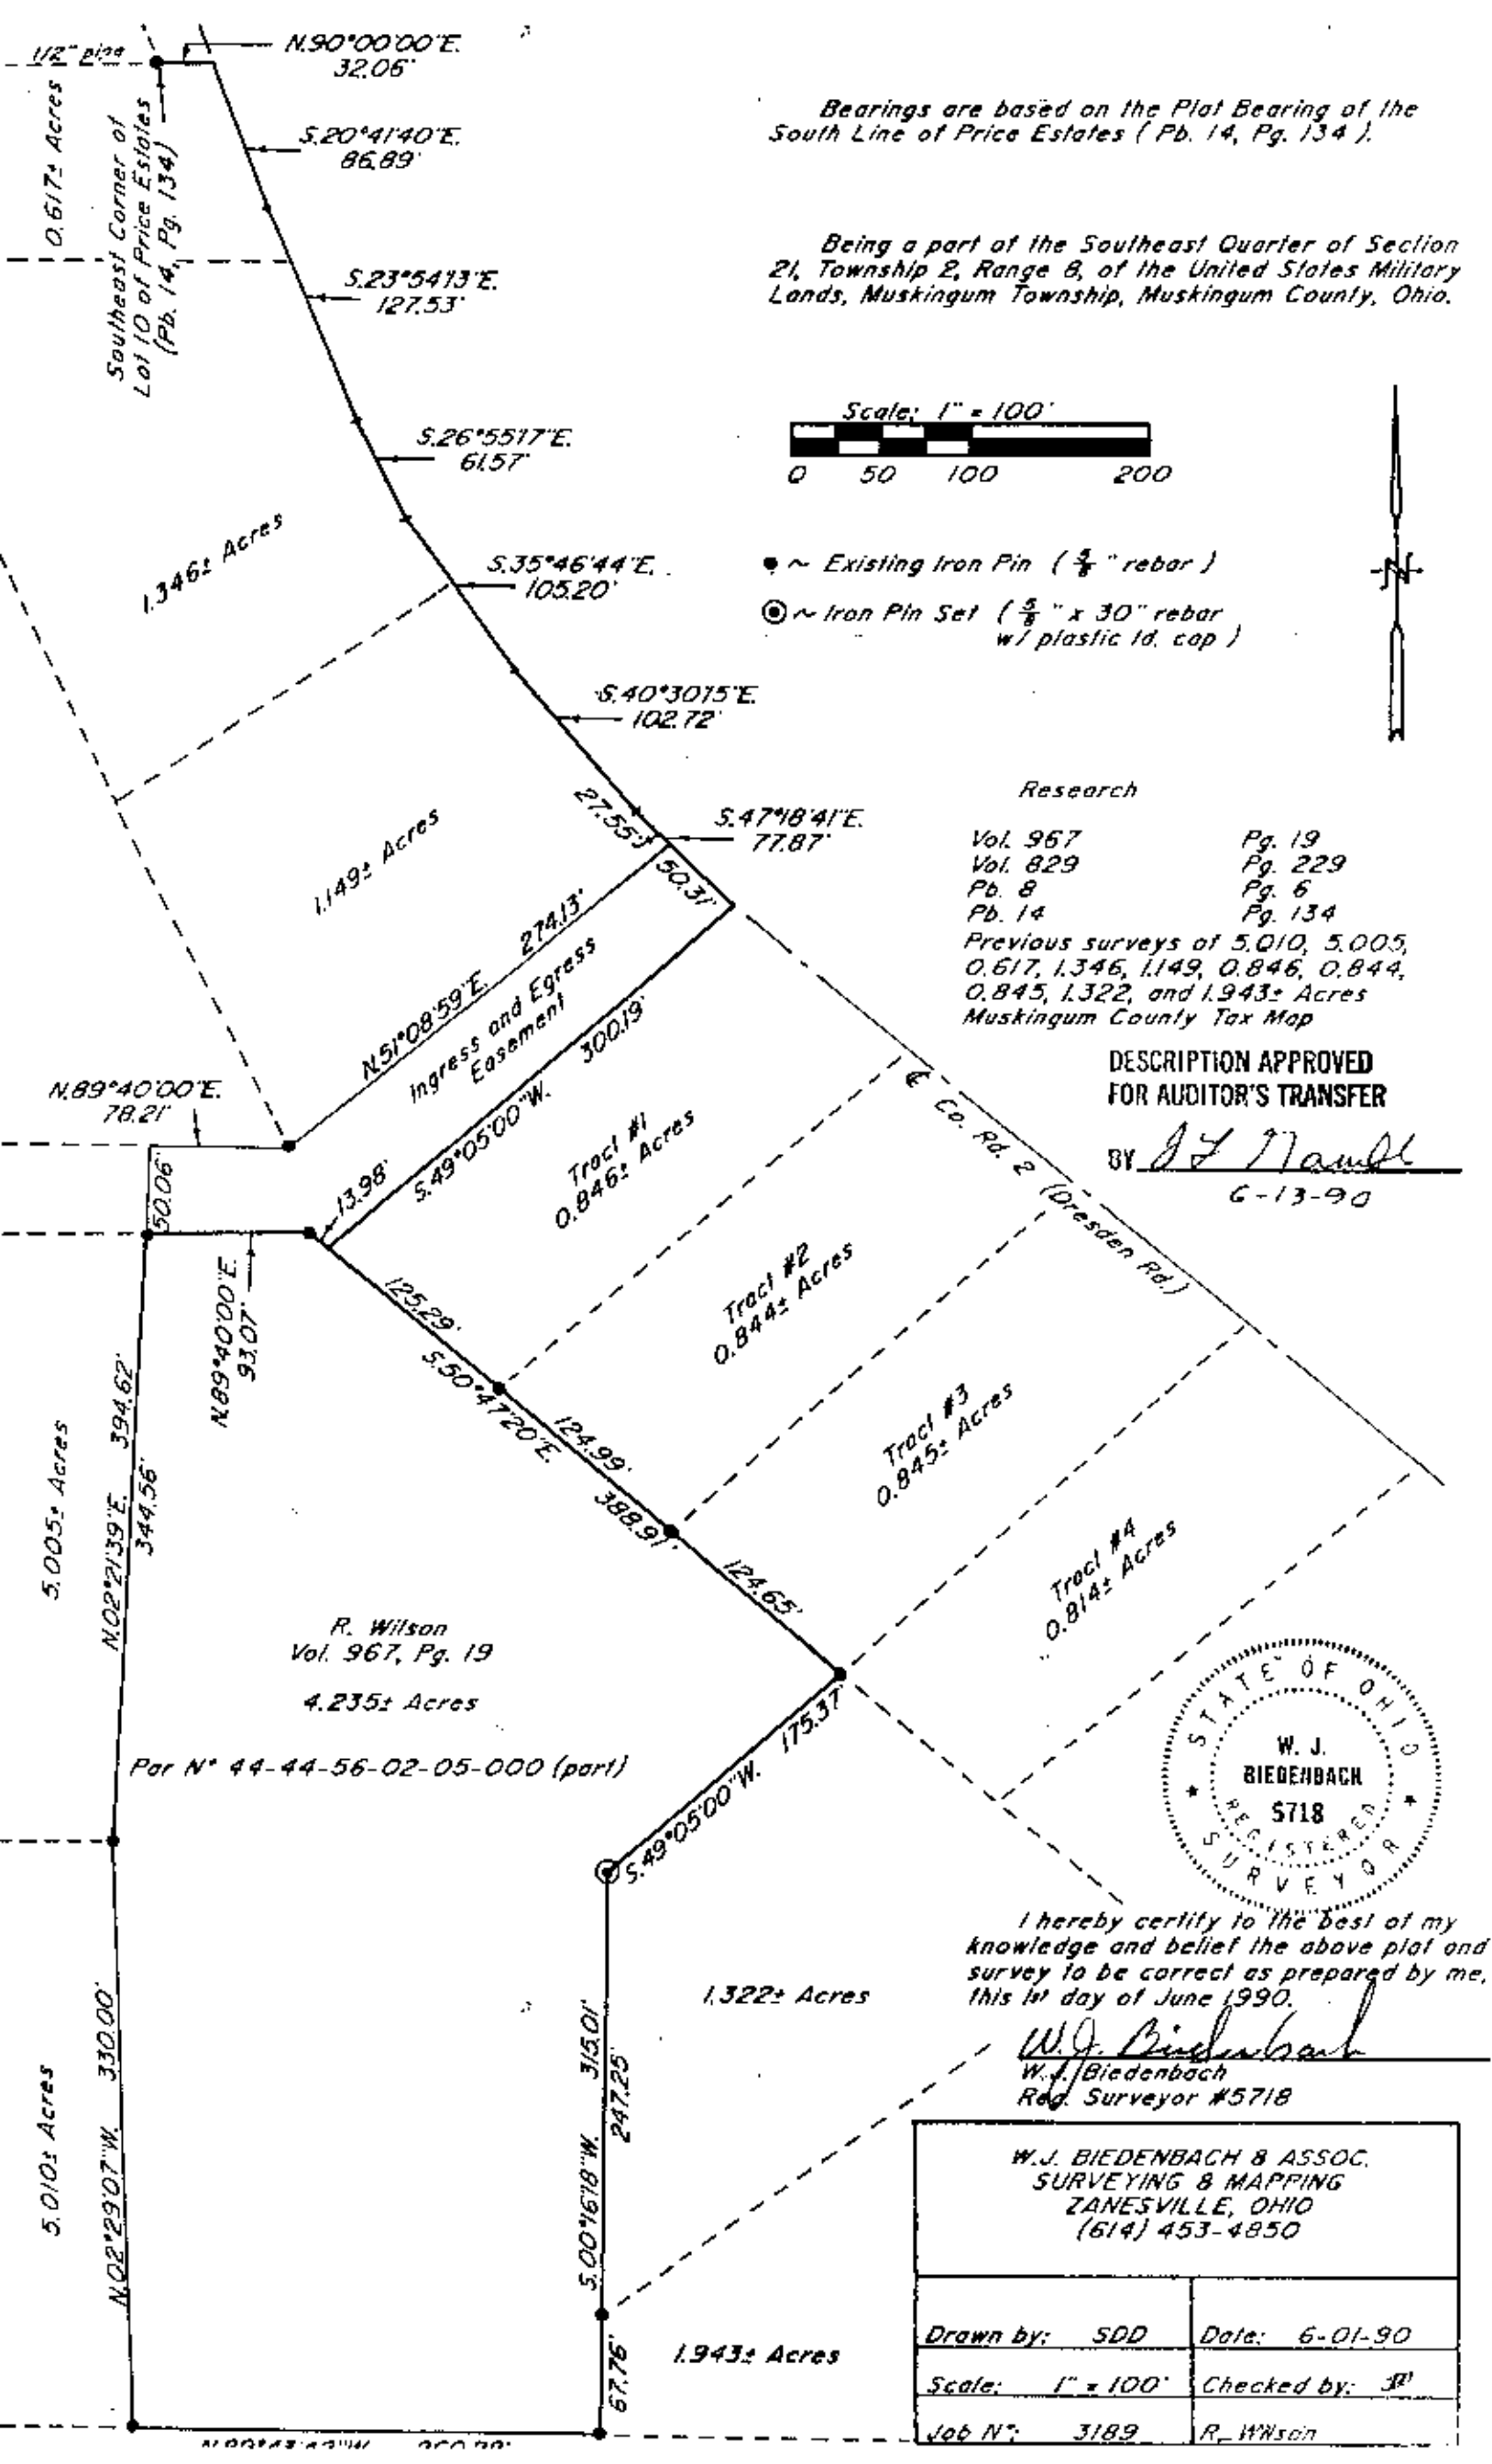 1/2" pipe
N.90°00'00"E.
32.06'
0.617± Acres
Southeast Corner of
Lot 10 of Price Estates
(Pb. 14, Pg. 134)
S.20°41'40"E.
86.89'
S.23°54'13"E.
127.53'
S.26°55'17"E.
61.57'
S.35°46'44"E.
105.20'
S.40°30'15"E.
102.72'
S.47°18'41"E.
77.87'
27.55'
50.31'
1.346± Acres
1.149± Acres
Bearings are based on the Plat Bearing of the
South Line of Price Estates ( Pb. 14, Pg. 134 ).
Being a part of the Southeast Quarter of Section
21, Township 2, Range 8, of the United States Military
Lands, Muskingum Township, Muskingum County, Ohio.
Scale: 1" = 100'
0 50 100 200
● ~ Existing Iron Pin ( 5/8 " rebar )
◉ ~ Iron Pin Set ( 5/8 " x 30" rebar
w/ plastic Id. cap )
N
Research
Vol. 967 Pg. 19
Vol. 829 Pg. 229
Pb. 8 Pg. 6
Pb. 14 Pg. 134
Previous surveys of 5.010, 5.005,
0.617, 1.346, 1.149, 0.846, 0.844,
0.845, 1.322, and 1.943± Acres
Muskingum County Tax Map
DESCRIPTION APPROVED
FOR AUDITOR'S TRANSFER
BY
6-13-90
N.51°08'59"E. 274.13'
Ingress and Egress
Easement
S.49°05'00"W. 300.19'
N.89°40'00"E.
78.21'
50.06'
13.98'
N.89°40'00"E.
93.07'
Tract #1
0.846± Acres
Tract #2
0.844± Acres
Tract #3
0.845± Acres
Tract #4
0.814± Acres
℄ Co. Rd. 2 (Dresden Rd.)
125.29'
S.50°47'20"E.
124.99'
388.91'
124.65'
5.005± Acres
N.02°21'39"E. 394.62'
344.56'
R. Wilson
Vol. 967, Pg. 19
4.235± Acres
Par N° 44-44-56-02-05-000 (part)
S.49°05'00"W. 175.37'
5.010± Acres
N.02°29'07"W. 330.00'
S.00°16'18"W. 315.01'
247.25'
67.76'
1.322± Acres
1.943± Acres
STATE OF OHIO
W. J.
BIEDENBACH
5718
REGISTERED
SURVEYOR
I hereby certify to the best of my
knowledge and belief the above plat and
survey to be correct as prepared by me,
this 1st day of June 1990.
W.J. Biedenbach
W.J. Biedenbach
Reg. Surveyor #5718
W.J. BIEDENBACH & ASSOC.
SURVEYING & MAPPING
ZANESVILLE, OHIO
(614) 453-4850
Drawn by: SDD Date: 6-01-90
Scale: 1" = 100' Checked by:
Job N°: 3189 R. Wilson